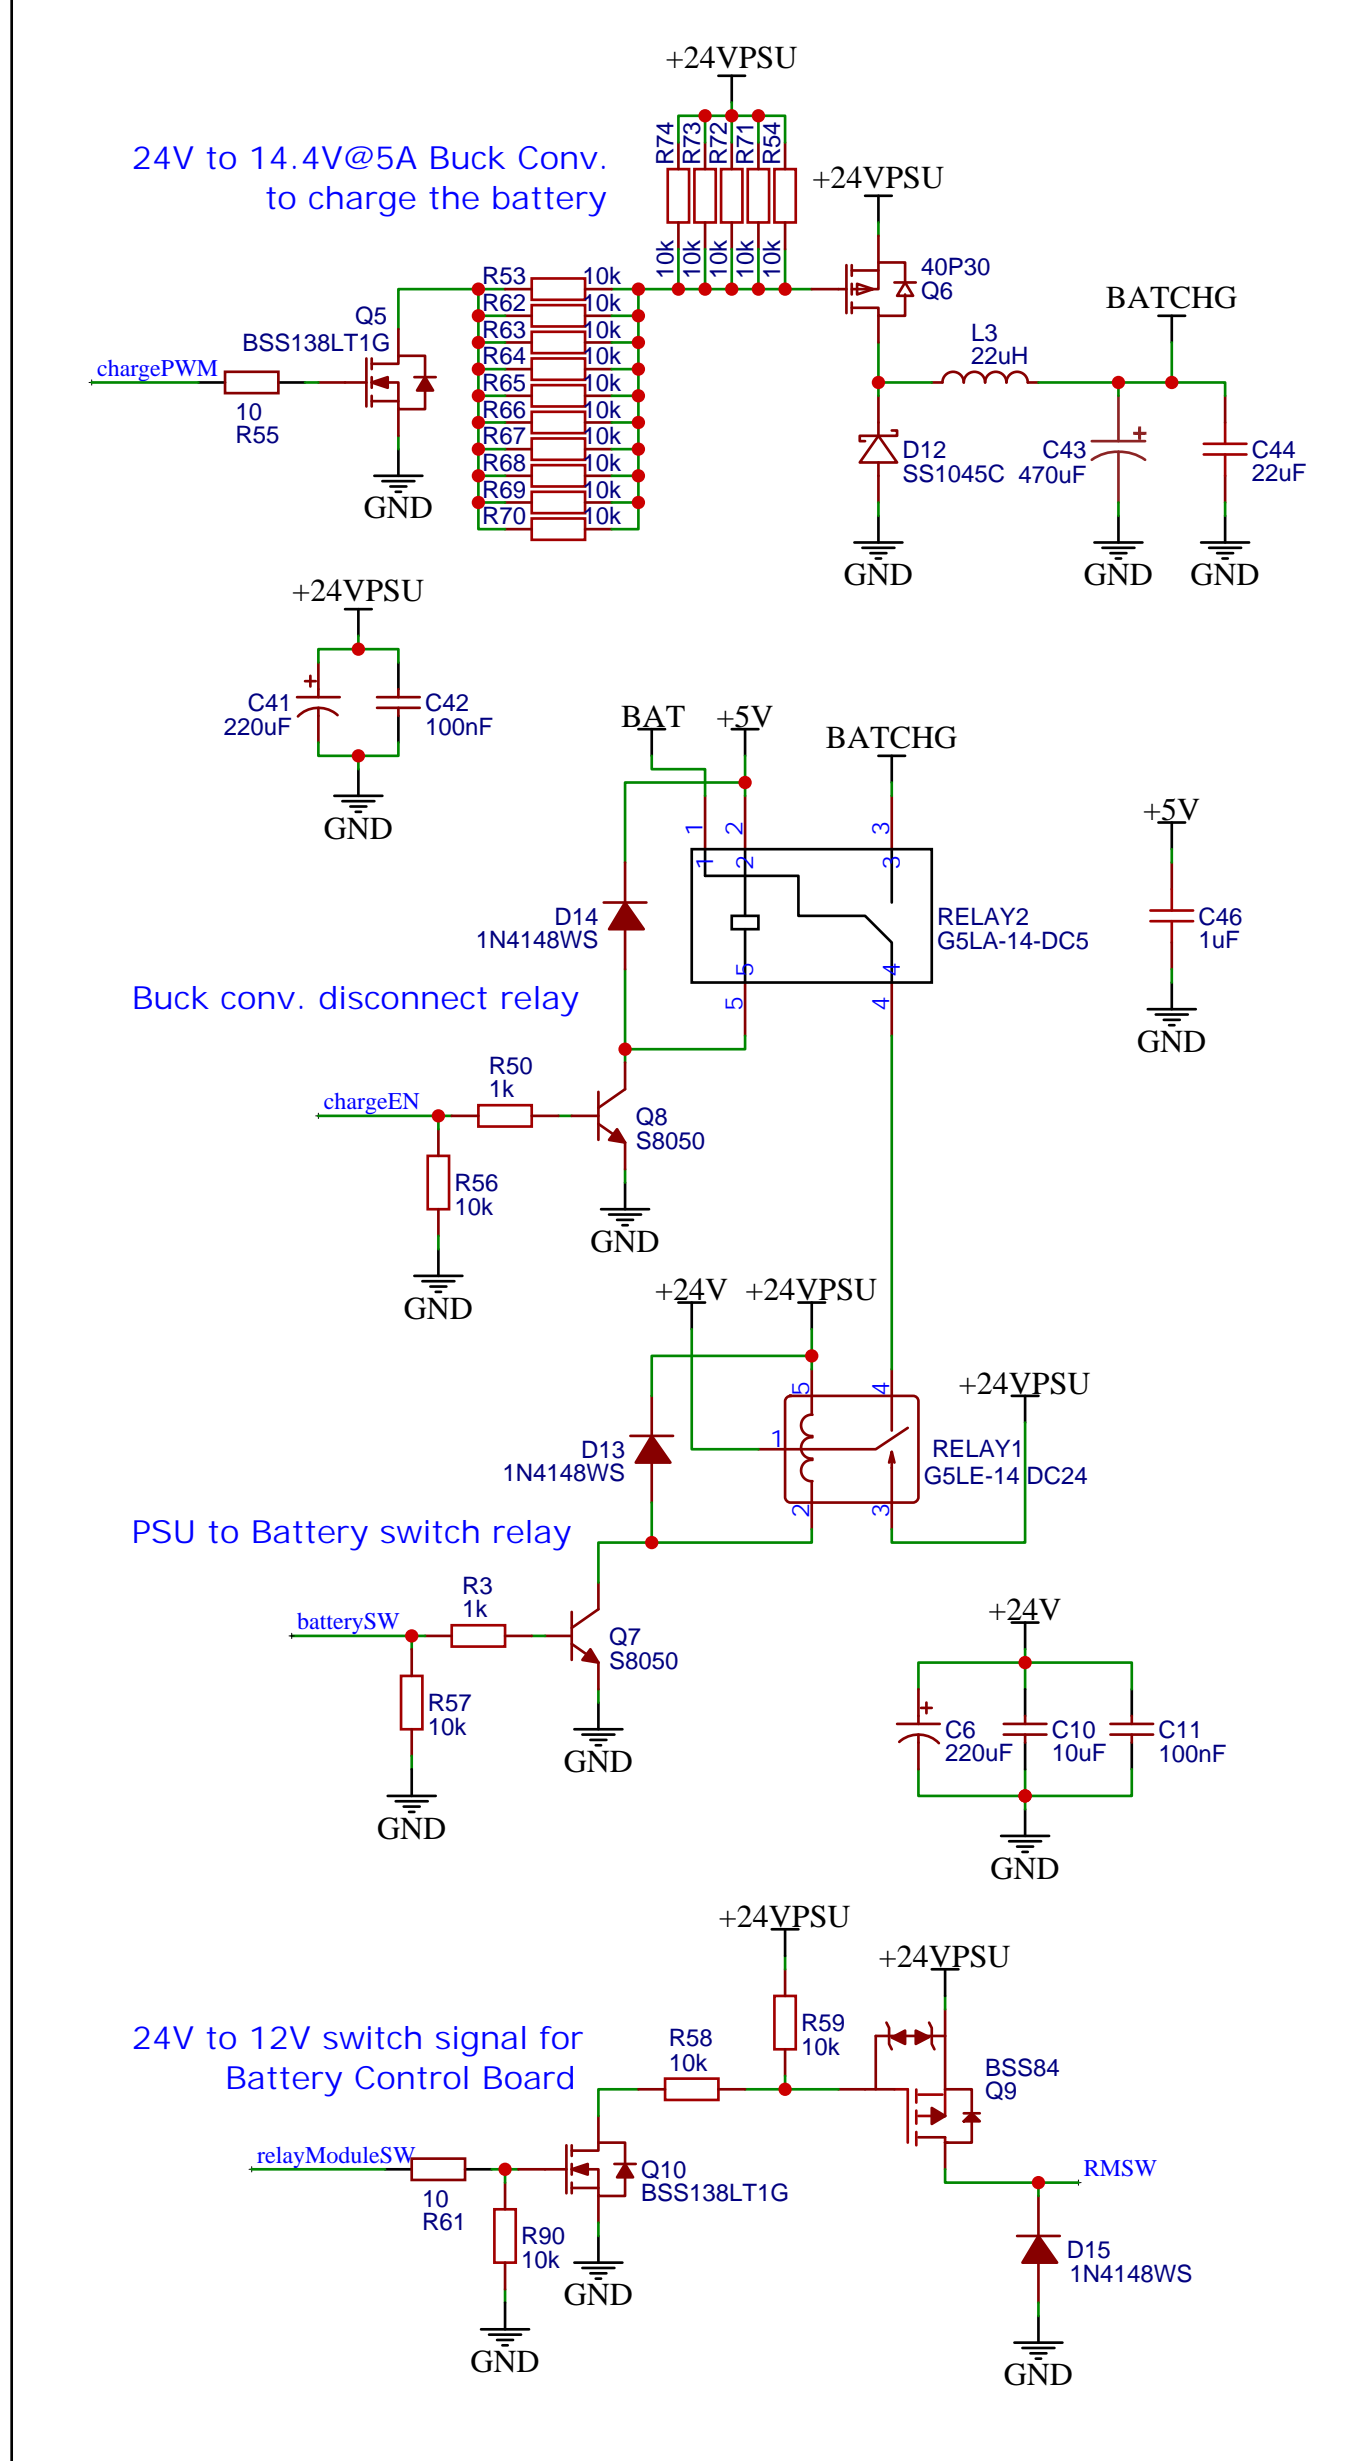 +24VPSU
24V to 14.4V@5A Buck Conv.
to charge the battery
R74
R73
R72
R71
R54
10k
10k
10k
10k
10k
+24VPSU
40P30
Q6
BATCHG
L3
22uH
R53 10k
R62 10k
R63 10k
R64 10k
R65 10k
R66 10k
R67 10k
R68 10k
R69 10k
R70 10k
Q5
BSS138LT1G
chargePWM
10
R55
GND
D12
SS1045C
C43
470uF
+
C44
22uF
GND
GND
GND
+24VPSU
+
C41
220uF
C42
100nF
GND
BAT
+5V
BATCHG
1
2
3
1
2
3
D14
1N4148WS
RELAY2
G5LA-14-DC5
5
4
5
4
+5V
C46
1uF
GND
Buck conv. disconnect relay
R50
1k
chargeEN
Q8
S8050
R56
10k
GND
GND
+24V
+24VPSU
+24VPSU
5
4
1
2
3
D13
1N4148WS
RELAY1
G5LE-14 DC24
PSU to Battery switch relay
R3
1k
batterySW
Q7
S8050
R57
10k
GND
GND
+24V
+
C6
220uF
C10
10uF
C11
100nF
GND
+24VPSU
+24VPSU
24V to 12V switch signal for
Battery Control Board
R58
10k
R59
10k
BSS84
Q9
relayModuleSW
10
R61
Q10
BSS138LT1G
R90
10k
GND
GND
RMSW
D15
1N4148WS
GND